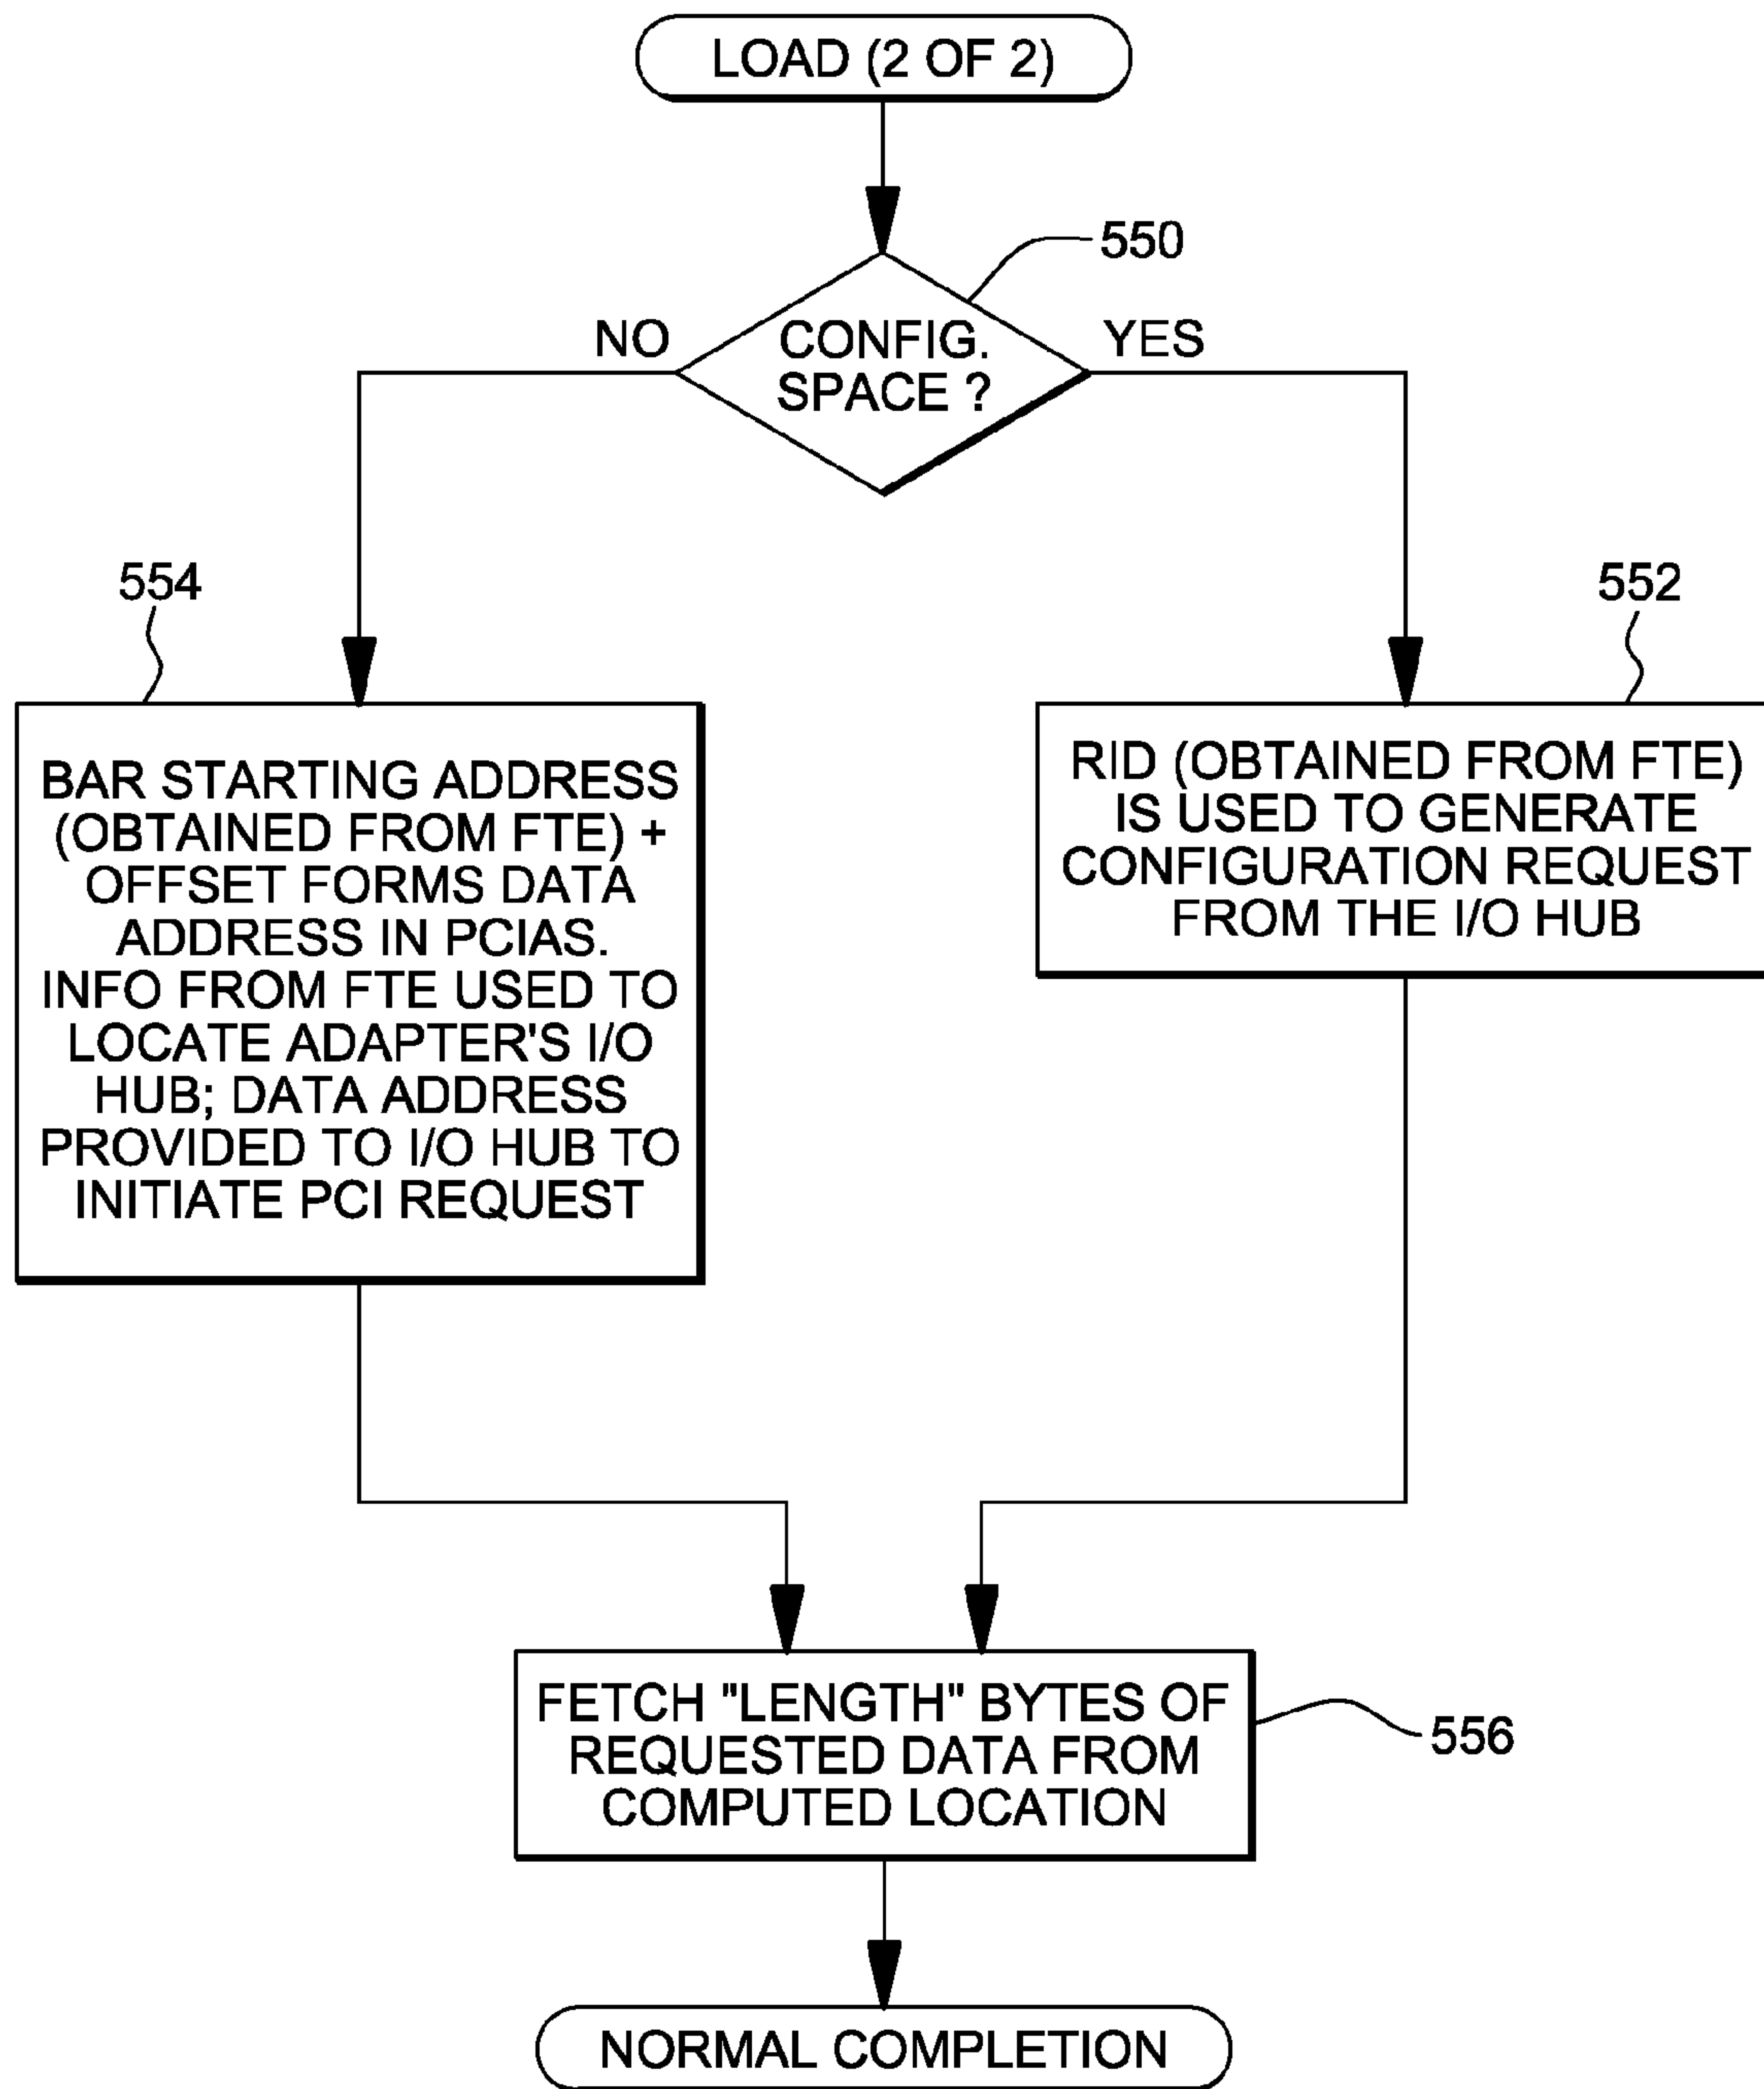 LOAD (2 OF 2)
550
NO
CONFIG.
SPACE ?
YES
554
552
BAR STARTING ADDRESS
(OBTAINED FROM FTE) +
OFFSET FORMS DATA
ADDRESS IN PCIAS.
INFO FROM FTE USED TO
LOCATE ADAPTER'S I/O
HUB; DATA ADDRESS
PROVIDED TO I/O HUB TO
INITIATE PCI REQUEST
RID (OBTAINED FROM FTE)
IS USED TO GENERATE
CONFIGURATION REQUEST
FROM THE I/O HUB
FETCH "LENGTH" BYTES OF
REQUESTED DATA FROM
COMPUTED LOCATION
556
NORMAL COMPLETION